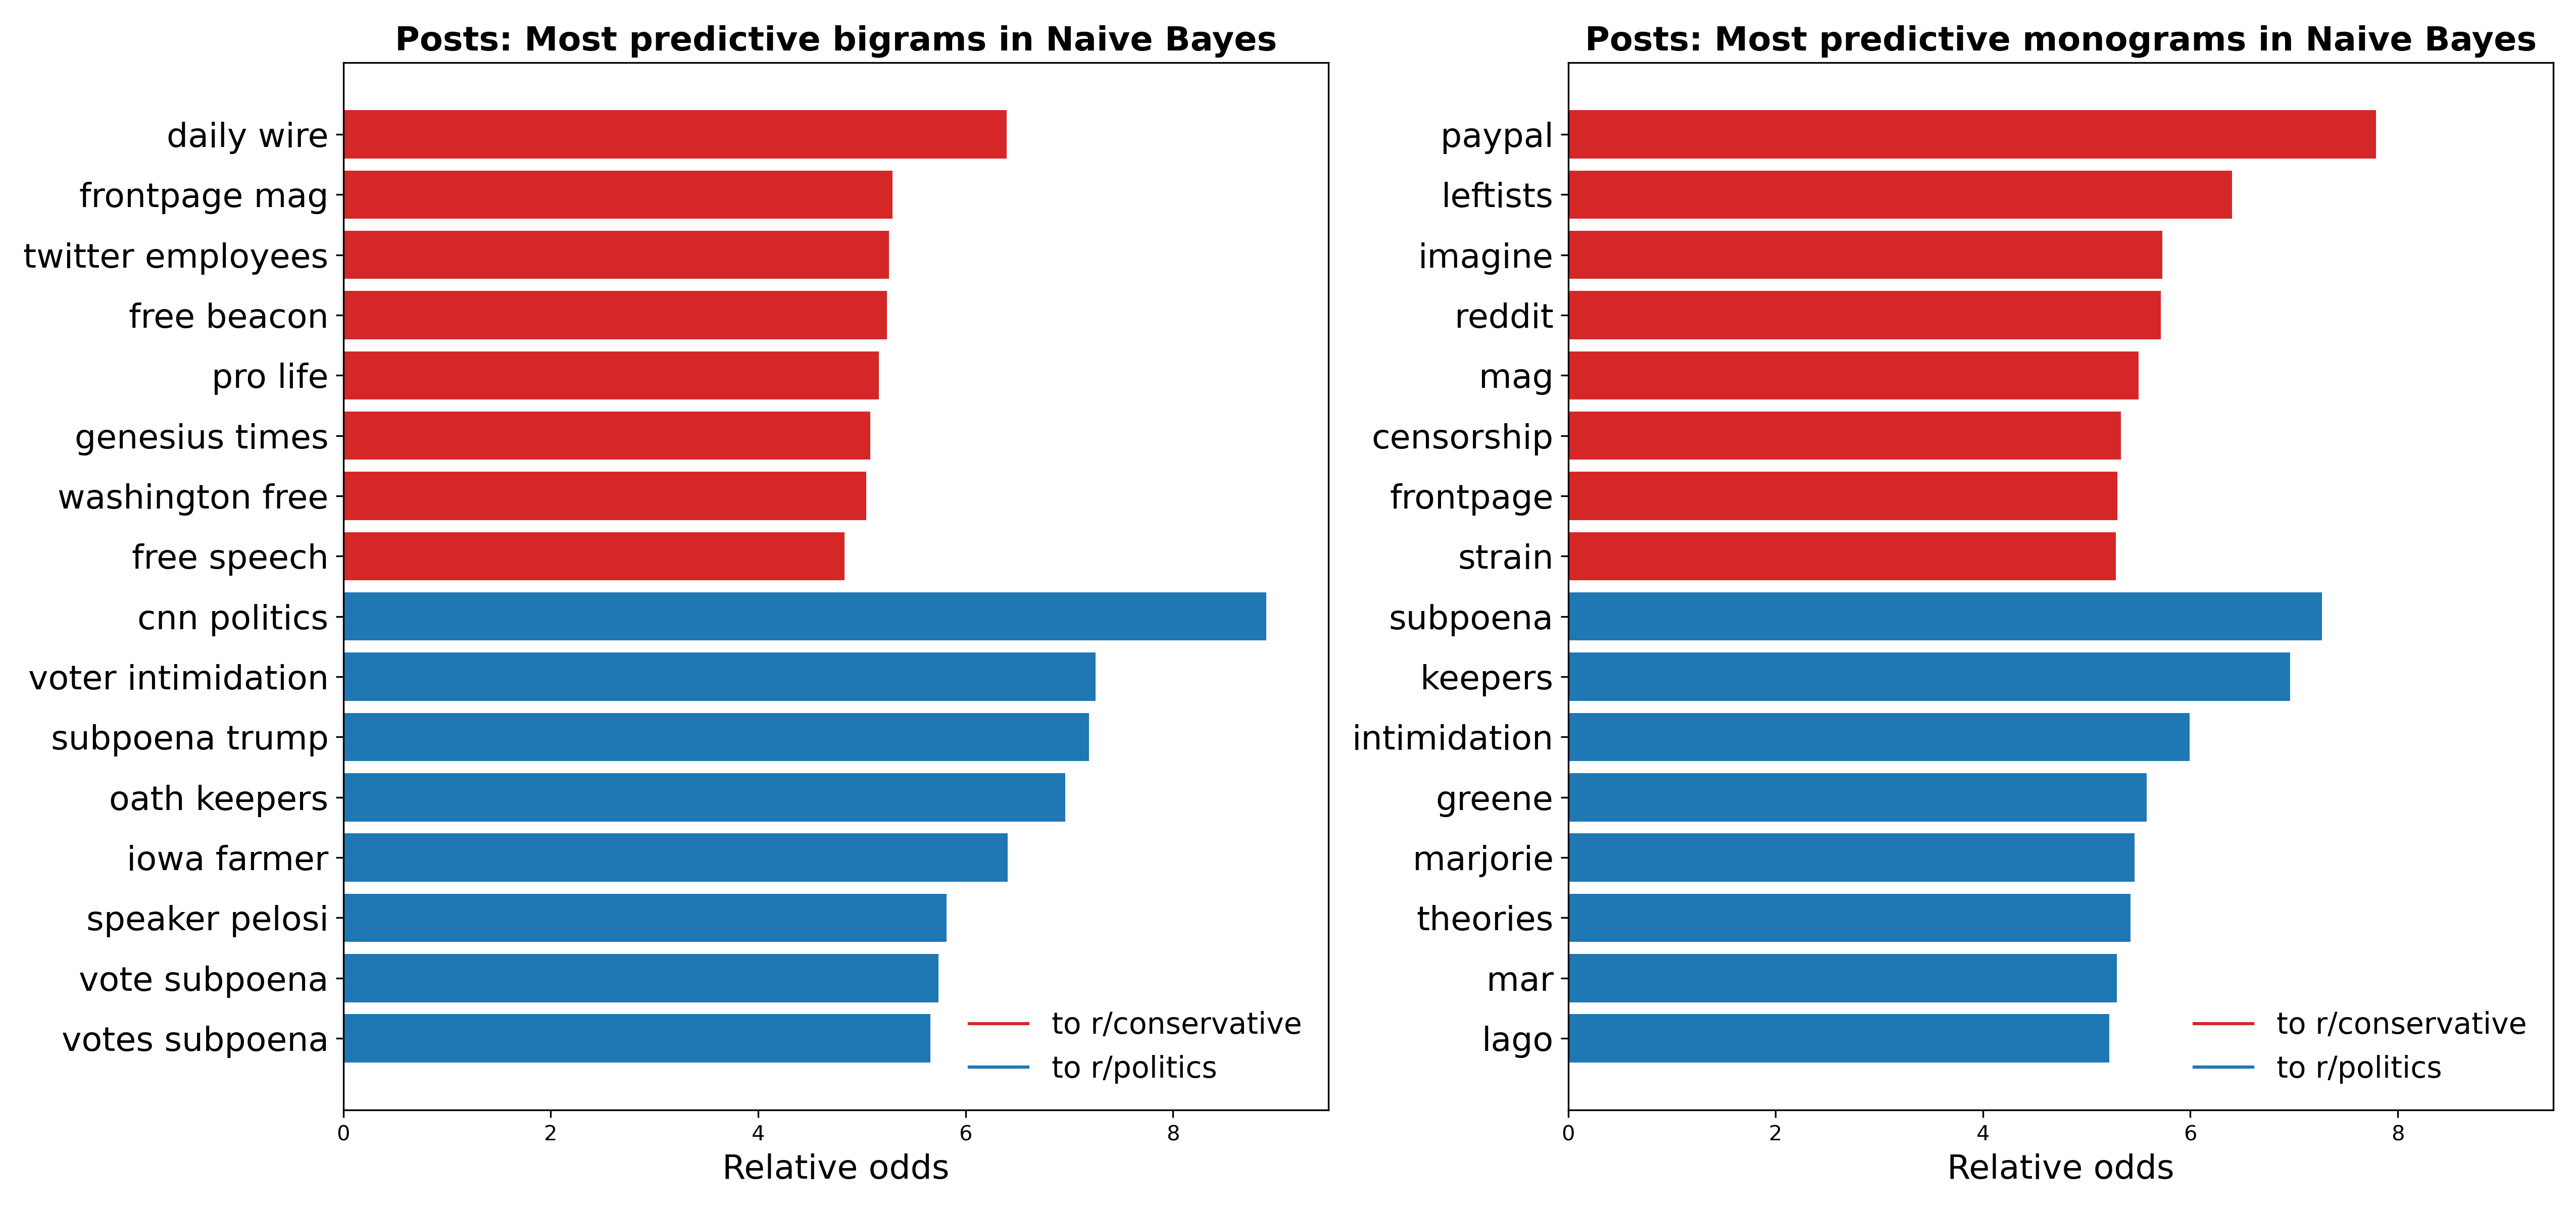 Posts: Most predictive bigrams in Naive Bayes
daily wire
frontpage mag
twitter employees
free beacon
pro life
genesius times
washington free
free speech
cnn politics
voter intimidation
subpoena trump
oath keepers
iowa farmer
speaker pelosi
vote subpoena
votes subpoena
to r/conservative
to r/politics
0 2 4 6 8
Relative odds
Posts: Most predictive monograms in Naive Bayes
paypal
leftists
imagine
reddit
mag
censorship
frontpage
strain
subpoena
keepers
intimidation
greene
marjorie
theories
mar
lago
to r/conservative
to r/politics
0 2 4 6 8
Relative odds